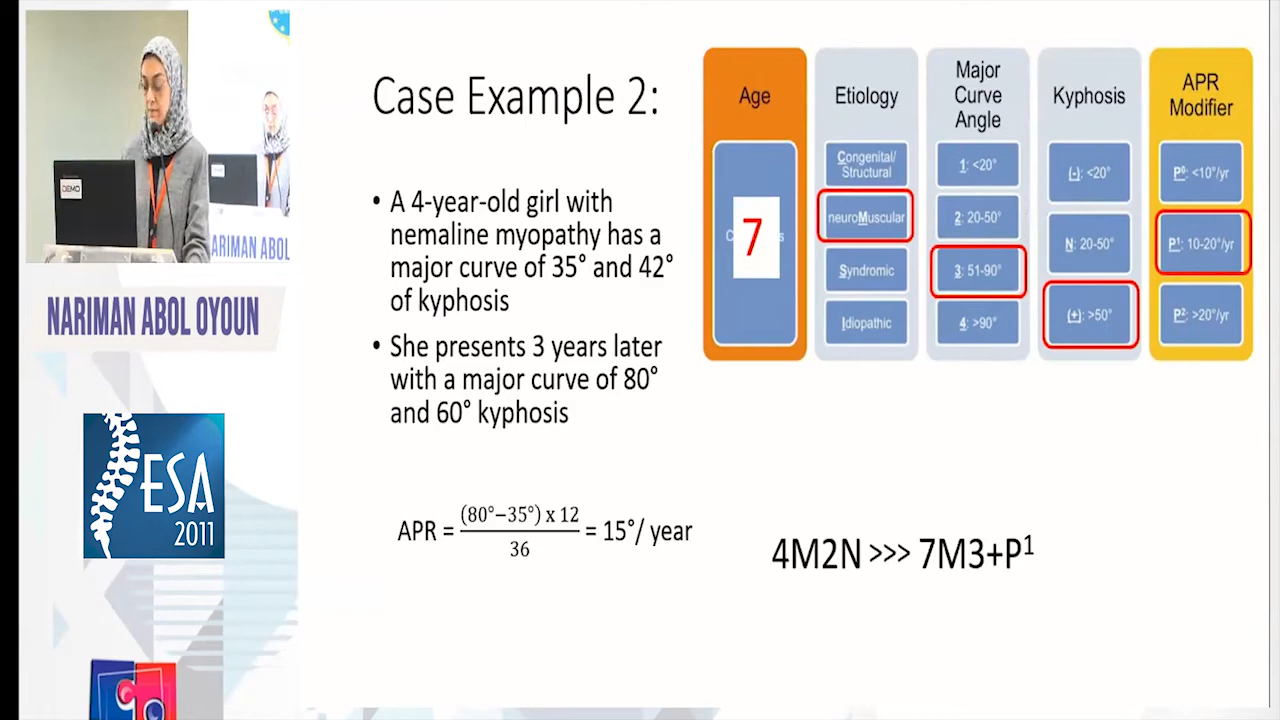 DEMO
ARIMAN ABOL
NARIMAN ABOL OYOUN
ESA
2011
Case Example 2:
• A 4-year-old girl with
nemaline myopathy has a
major curve of 35° and 42°
of kyphosis
• She presents 3 years later
with a major curve of 80°
and 60° kyphosis
APR = (80°−35°) x 12 / 36 = 15°/ year
Age
7
Etiology
Congenital/
Structural
neuroMuscular
Syndromic
Idiopathic
Major
Curve
Angle
1: <20°
2: 20-50°
3: 51-90°
4: >90°
Kyphosis
(-): <20°
N: 20-50°
(+): >50°
APR
Modifier
P⁰: <10°/yr
P¹: 10-20°/yr
P²: >20°/yr
4M2N >>> 7M3+P¹